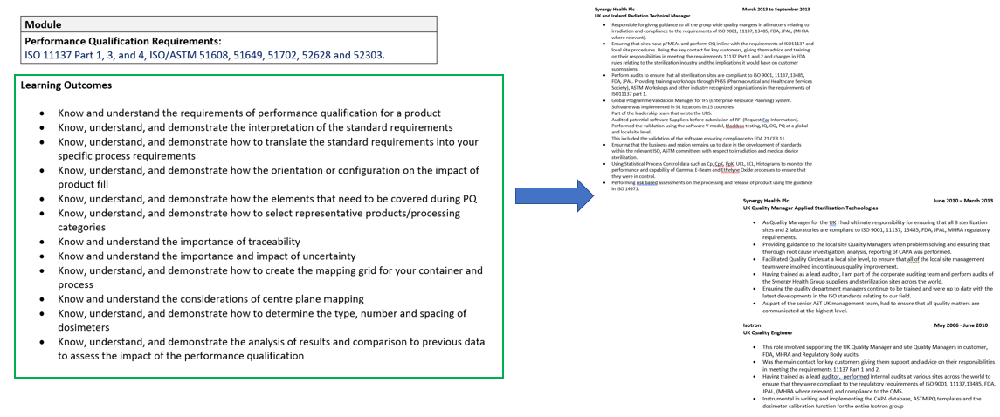 Module
Performance Qualification Requirements:
ISO 11137 Part 1, 3, and 4, ISO/ASTM 51608, 51649, 51702, 52628 and 52303.
Learning Outcomes
• Know and understand the requirements of performance qualification for a product
• Know, understand, and demonstrate the interpretation of the standard requirements
• Know, understand, and demonstrate how to translate the standard requirements into your
specific process requirements
• Know, understand, and demonstrate how the orientation or configuration on the impact of
product fill
• Know, understand, and demonstrate how the elements that need to be covered during PQ
• Know, understand, and demonstrate how to select representative products/processing
categories
• Know and understand the importance of traceability
• Know and understand the importance and impact of uncertainty
• Know, understand, and demonstrate how to create the mapping grid for your container and
process
• Know and understand the considerations of centre plane mapping
• Know, understand, and demonstrate how to determine the type, number and spacing of
dosimeters
• Know, understand, and demonstrate the analysis of results and comparison to previous data
to assess the impact of the performance qualification
Synergy Health Plc March 2013 to September 2013
UK and Ireland Radiation Technical Manager
• Responsible for giving guidance to all the group wide quality mangers in all matters relating to
irradiation and compliance to the requirements of ISO 9001, 11137, 13485, FDA, JPAL, (MHRA
where relevant).
• Ensuring that sites have pFMEAs and perform OQ in line with the requirements of ISO11137 and
local site procedures. Being the key contact for key customers, giving them advice and training
on their responsibilities in meeting the requirements 11137 Part 1 and 2 and changes in FDA
rules relating to the sterilization industry and the implications it would have on customer
submissions.
• Perform audits to ensure that all sterilization sites are compliant to ISO 9001, 11137, 13485,
FDA, JPAL. Providing training workshops through PHSS (Pharmaceutical and Healthcare Services
Society), ASTM Workshops and other industry recognized organizations in the requirements of
ISO11137 part 1.
• Global Programme Validation Manager for IFS (Enterprise Resource Planning) System.
Software was Implemented in 91 locations in 15 countries.
Part of the leadership team that wrote the URS.
Audited potential software Suppliers before submission of RFI (Request For Information).
Performed the validation using the software V model, blackbox testing, IQ, OQ, PQ at a global
and local site level.
This included the validation of the software ensuring compliance to FDA 21 CFR 11.
• Ensuring that the business and region remains up to date in the development of standards
within the relevant ISO, ASTM committees with respect to irradiation and medical device
sterilization.
• Using Statistical Process Control data such as Cp, CpK, PpK, UCL, LCL, Histograms to monitor the
performance and capability of Gamma, E-Beam and Ethelyne Oxide processes to ensure that
they were in control.
• Performing risk based assessments on the processing and release of product using the guidance
in ISO 14971.
Synergy Health Plc. June 2010 – March 2013
UK Quality Manager Applied Sterilization Technologies
• As Quality Manager for the UK I had ultimate responsibility for ensuring that all 8 sterilization
sites and 2 laboratories are compliant to ISO 9001, 11137, 13485, FDA, JPAL, MHRA regulatory
requirements.
• Providing guidance to the local site Quality Managers when problem solving and ensuring that
thorough root cause investigation, analysis, reporting of CAPA was performed.
• Facilitated Quality Circles at a local site level, to ensure that all of the local site management
team were involved in continuous quality improvement.
• Having trained as a lead auditor, I am part of the corporate auditing team and perform audits of
the Synergy Health Group suppliers and sterilization sites across the world.
• Ensuring the quality department managers continue to be trained and were up to date with the
latest developments in the ISO standards relating to our field.
• As part of the senior AST UK management team, had to ensure that all quality matters are
communicated at the highest level.
Isotron May 2006 - June 2010
UK Quality Engineer
• This role involved supporting the UK Quality Manager and site Quality Managers in customer,
FDA, MHRA and Regulatory Body audits.
• Was the main contact for key customers giving them support and advice on their responsibilities
in meeting the requirements 11137 Part 1 and 2.
• Having trained as a lead auditor, performed Internal audits at various sites across the world to
ensure that they were compliant to the regulatory requirements of ISO 9001, 11137,13485, FDA,
JPAL, (MHRA where relevant) and compliance to the QMS.
• Instrumental in writing and implementing the CAPA database, ASTM PQ templates and the
dosimeter calibration function for the entire Isotron group